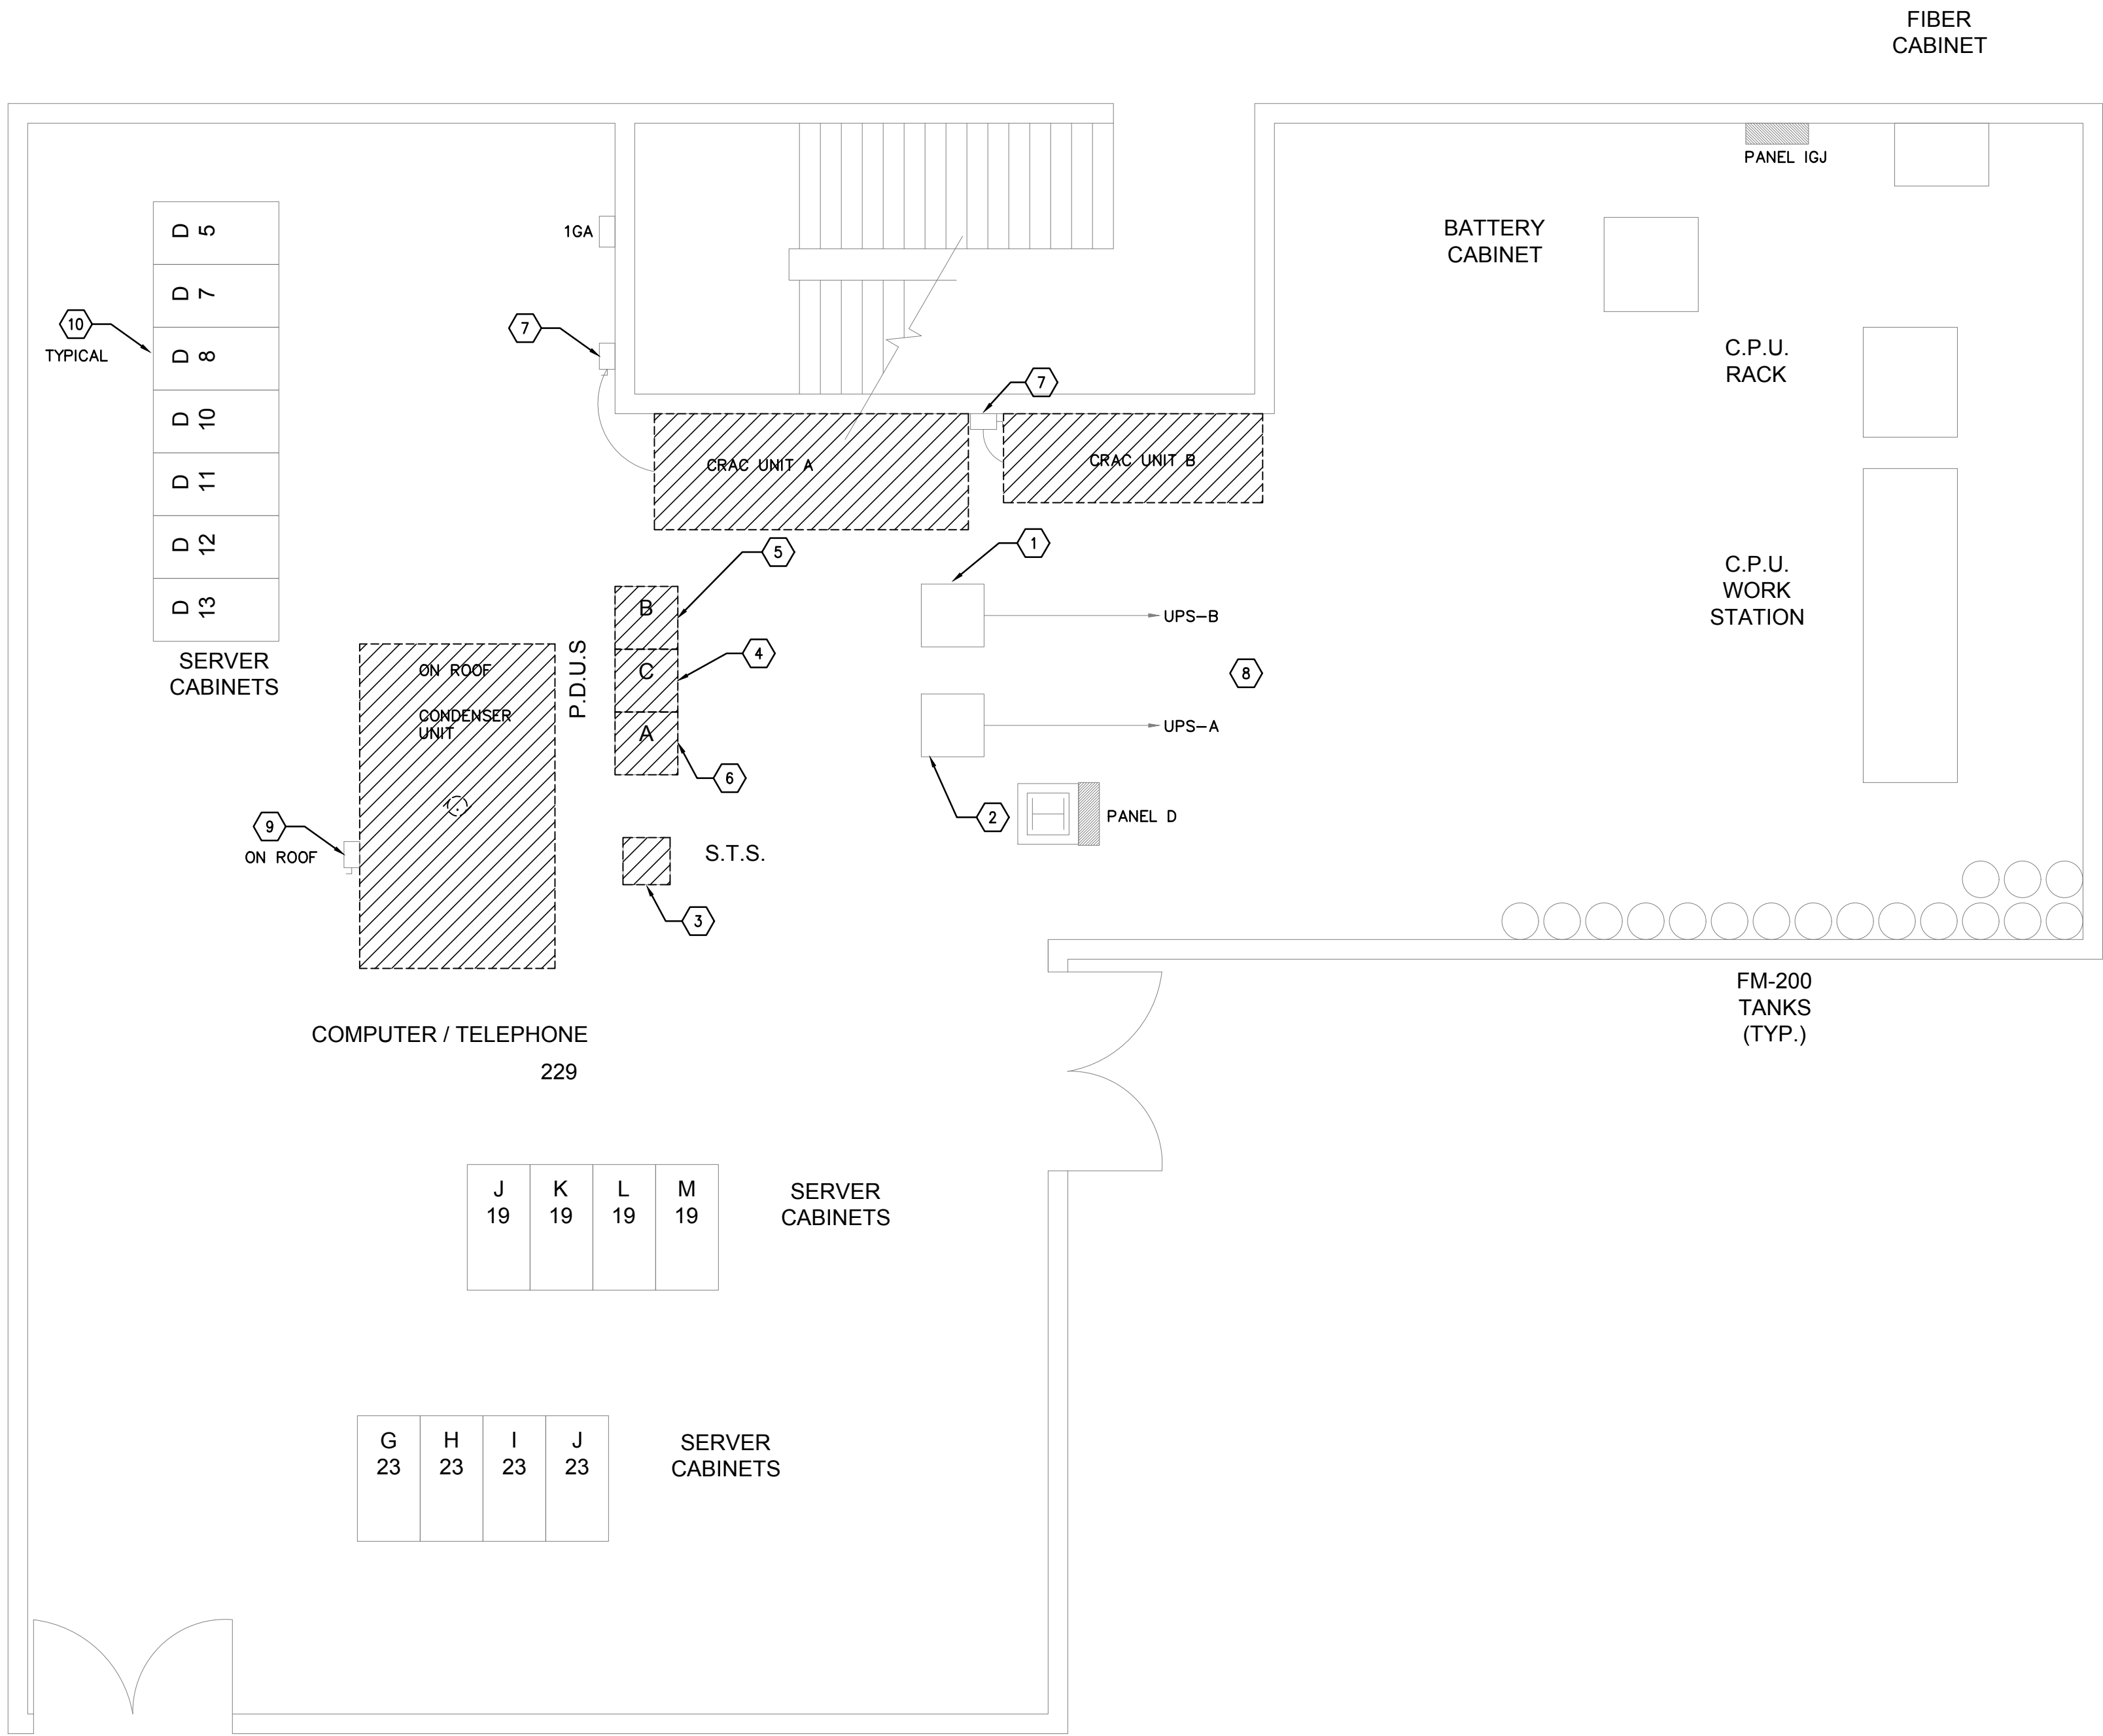 FIBER
CABINET
PANEL IGJ
BATTERY
CABINET
1GA
D 5
D 7
D 8
D 10
D 11
D 12
D 13
10
TYPICAL
7
7
C.P.U.
RACK
CRAC UNIT A
CRAC UNIT B
1
5
B
UPS-B
C.P.U.
WORK
STATION
SERVER
CABINETS
ON ROOF
CONDENSER
UNIT
P.D.U.S
C
4
8
A
UPS-A
6
2
PANEL D
9
ON ROOF
S.T.S.
3
FM-200
TANKS
(TYP.)
COMPUTER / TELEPHONE
229
J
19
K
19
L
19
M
19
SERVER
CABINETS
G
23
H
23
I
23
J
23
SERVER
CABINETS